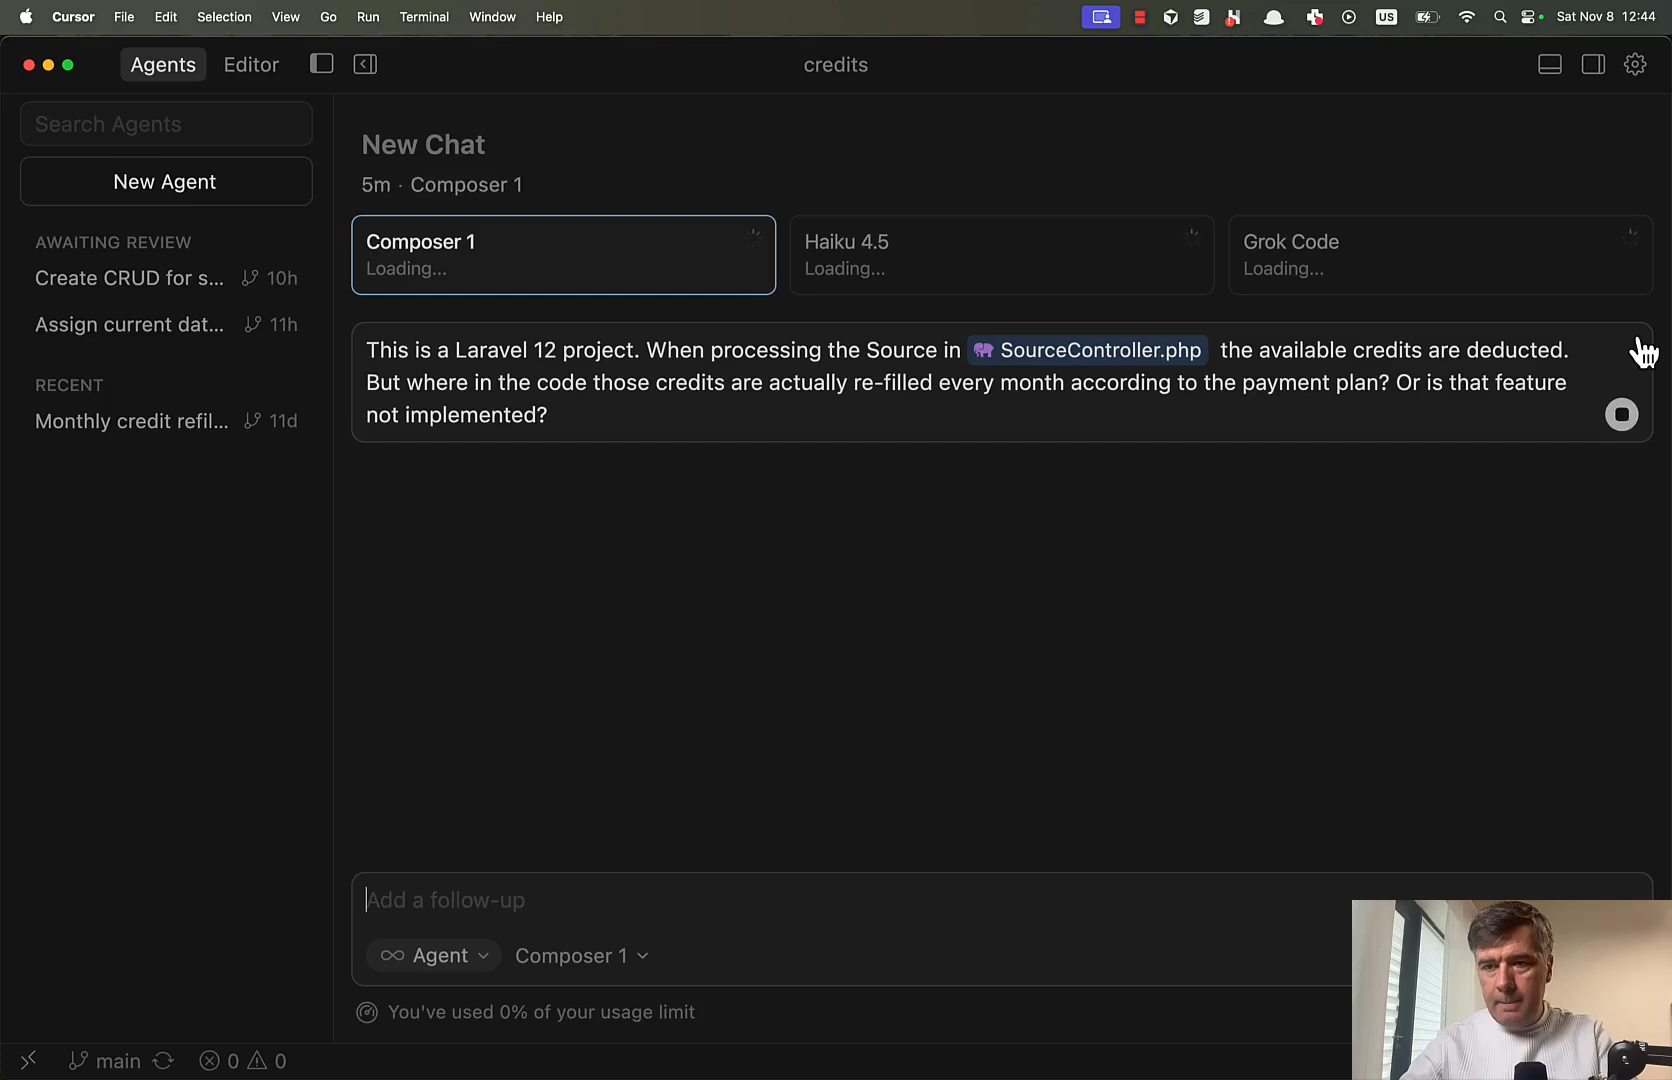 Cursor File Edit Selection View Go Run Terminal Window Help US Sat Nov 8 12:44
Agents Editor credits
Search Agents
New Agent
AWAITING REVIEW
Create CRUD for s... 10h
Assign current dat... 11h
RECENT
Monthly credit refil... 11d
New Chat
5m · Composer 1
Composer 1
Loading...
Haiku 4.5
Loading...
Grok Code
Loading...
This is a Laravel 12 project. When processing the Source in SourceController.php the available credits are deducted.
But where in the code those credits are actually re-filled every month according to the payment plan? Or is that feature
not implemented?
Add a follow-up
Agent Composer 1
You've used 0% of your usage limit
main 0 0